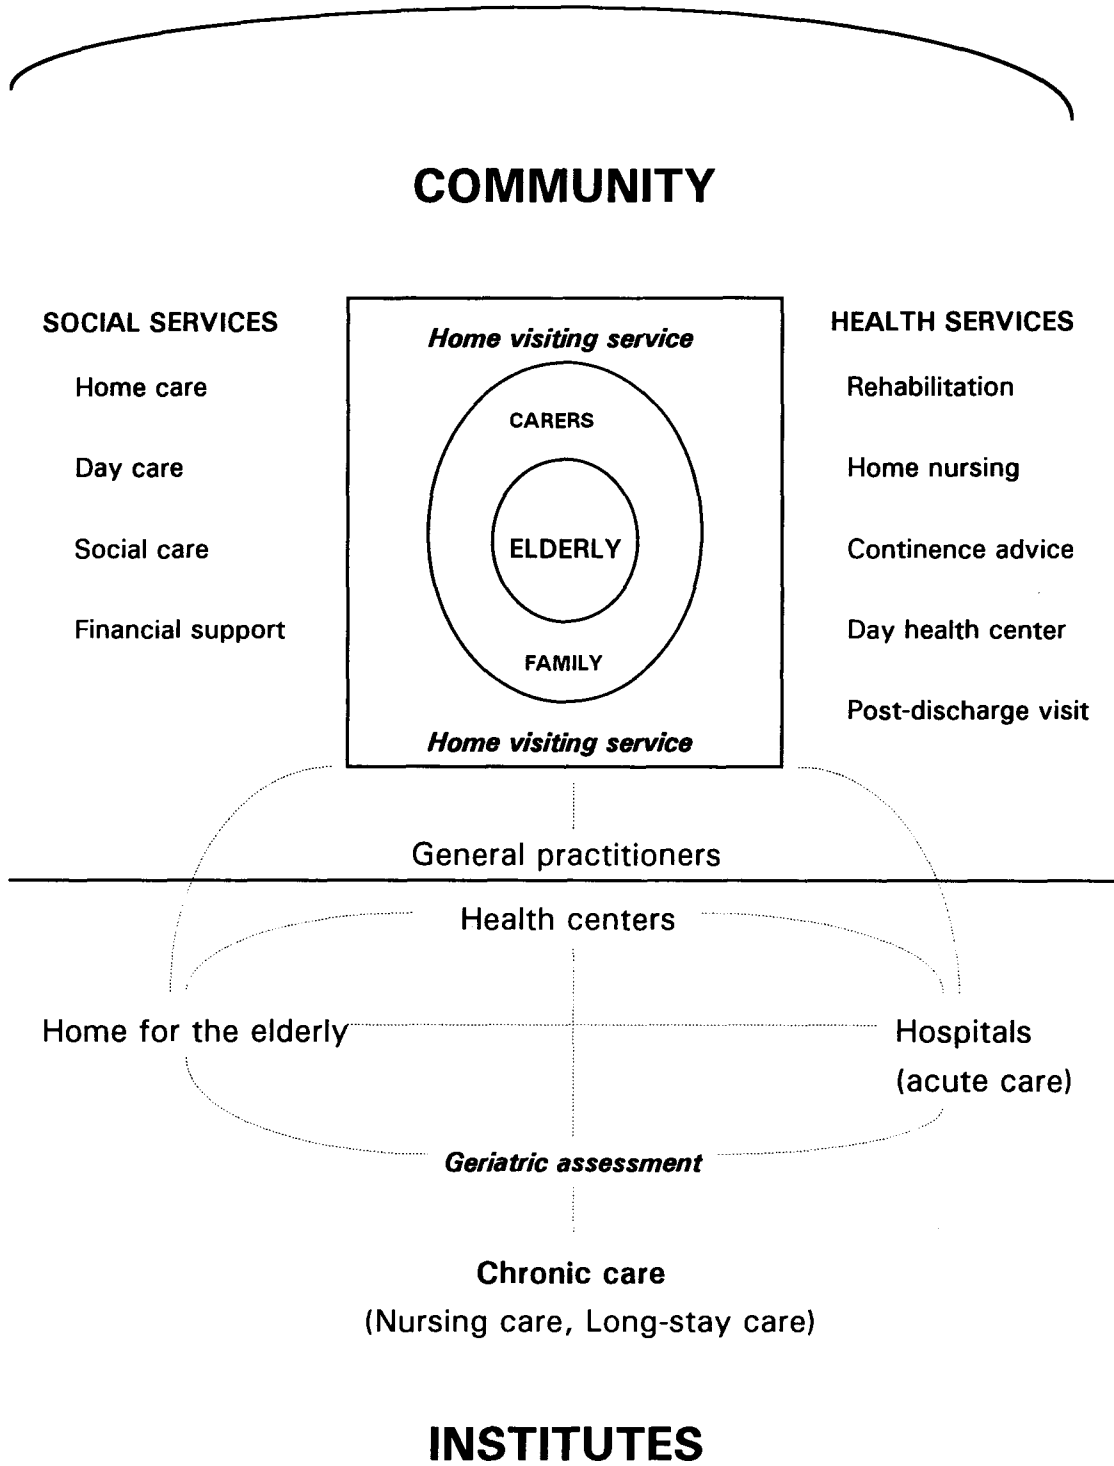 COMMUNITY
SOCIAL SERVICES
Home care
Day care
Social care
Financial support
Home visiting service
CARERS
ELDERLY
FAMILY
Home visiting service
HEALTH SERVICES
Rehabilitation
Home nursing
Continence advice
Day health center
Post-discharge visit
General practitioners
Health centers
Home for the elderly
Hospitals
(acute care)
Geriatric assessment
Chronic care
(Nursing care, Long-stay care)
INSTITUTES